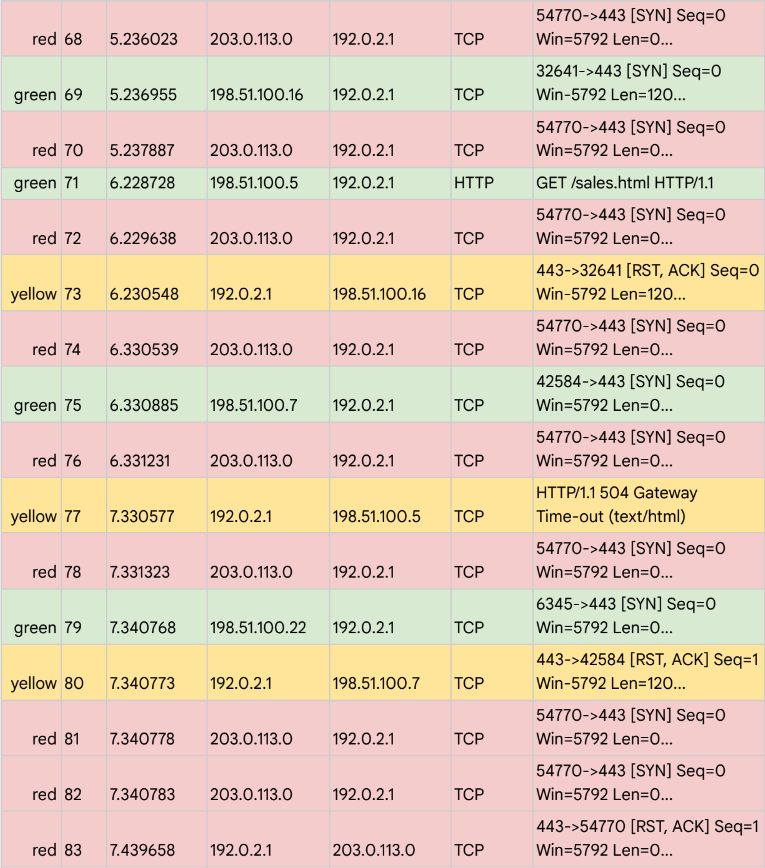 54770->443 [SYN] Seq=0
red 68 5.236023 203.0.113.0 192.0.2.1 TCP Win=5792 Len=0...
32641->443 [SYN] Seq=0
green 69 5.236955 198.51.100.16 192.0.2.1 TCP Win-5792 Len=120...
54770->443 [SYN] Seq=0
red 70 5.237887 203.0.113.0 192.0.2.1 TCP Win=5792 Len=0...
green 71 6.228728 198.51.100.5 192.0.2.1 HTTP GET /sales.html HTTP/1.1
54770->443 [SYN] Seq=0
red 72 6.229638 203.0.113.0 192.0.2.1 TCP Win=5792 Len=0...
443->32641 [RST, ACK] Seq=0
yellow 73 6.230548 192.0.2.1 198.51.100.16 TCP Win-5792 Len=120...
54770->443 [SYN] Seq=0
red 74 6.330539 203.0.113.0 192.0.2.1 TCP Win=5792 Len=0...
42584->443 [SYN] Seq=0
green 75 6.330885 198.51.100.7 192.0.2.1 TCP Win=5792 Len=0...
54770->443 [SYN] Seq=0
red 76 6.331231 203.0.113.0 192.0.2.1 TCP Win=5792 Len=0...
HTTP/1.1 504 Gateway
yellow 77 7.330577 192.0.2.1 198.51.100.5 TCP Time-out (text/html)
54770->443 [SYN] Seq=0
red 78 7.331323 203.0.113.0 192.0.2.1 TCP Win=5792 Len=0...
6345->443 [SYN] Seq=0
green 79 7.340768 198.51.100.22 192.0.2.1 TCP Win=5792 Len=0...
443->42584 [RST, ACK] Seq=1
yellow 80 7.340773 192.0.2.1 198.51.100.7 TCP Win-5792 Len=120...
54770->443 [SYN] Seq=0
red 81 7.340778 203.0.113.0 192.0.2.1 TCP Win=5792 Len=0...
54770->443 [SYN] Seq=0
red 82 7.340783 203.0.113.0 192.0.2.1 TCP Win=5792 Len=0...
443->54770 [RST, ACK] Seq=1
red 83 7.439658 192.0.2.1 203.0.113.0 TCP Win=5792 Len=0...